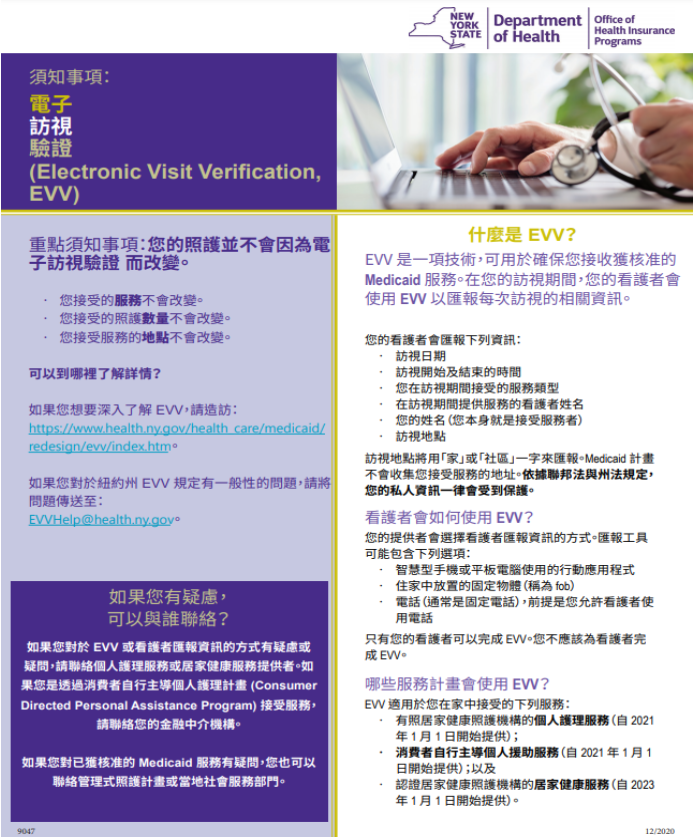 NEW
YORK
STATE
Department
of Health
Office of
Health Insurance
Programs
須知事項：
電子
訪視
驗證
(Electronic Visit Verification,
EVV)
重點須知事項：您的照護並不會因為電
子訪視驗證 而改變。
· 您接受的服務不會改變。
· 您接受的照護數量不會改變。
· 您接受服務的地點不會改變。
可以到哪裡了解詳情？
如果您想要深入了解 EVV，請造訪：
https://www.health.ny.gov/health_care/medicaid/
redesign/evv/index.htm。
如果您對於紐約州 EVV 規定有一般性的問題，請將
問題傳送至：
EVVHelp@health.ny.gov。
如果您有疑慮，
可以與誰聯絡？
如果您對於 EVV 或看護者匯報資訊的方式有疑慮或
疑問，請聯絡個人護理服務或居家健康服務提供者。如
果您是透過消費者自行主導個人護理計畫 (Consumer
Directed Personal Assistance Program) 接受服務，
請聯絡您的金融中介機構。
如果您對已獲核准的 Medicaid 服務有疑問，您也可以
聯絡管理式照護計畫或當地社會服務部門。
9047
什麼是 EVV？
EVV 是一項技術，可用於確保您接收獲核准的
Medicaid 服務。在您的訪視期間，您的看護者會
使用 EVV 以匯報每次訪視的相關資訊。
您的看護者會匯報下列資訊：
· 訪視日期
· 訪視開始及結束的時間
· 您在訪視期間接受的服務類型
· 在訪視期間提供服務的看護者姓名
· 您的姓名（您本身就是接受服務者）
· 訪視地點
訪視地點將用「家」或「社區」一字來匯報。Medicaid 計畫
不會收集您接受服務的地址。依據聯邦法與州法規定，
您的私人資訊一律會受到保護。
看護者會如何使用 EVV？
您的提供者會選擇看護者匯報資訊的方式。匯報工具
可能包含下列選項：
· 智慧型手機或平板電腦使用的行動應用程式
· 住家中放置的固定物體（稱為 fob）
· 電話（通常是固定電話），前提是您允許看護者使
用電話
只有您的看護者可以完成 EVV。您不應該為看護者完
成 EVV。
哪些服務計畫會使用 EVV？
EVV 適用於您在家中接受的下列服務：
· 有照居家健康照護機構的個人護理服務（自 2021
年 1 月 1 日開始提供）；
· 消費者自行主導個人援助服務（自 2021 年 1 月 1
日開始提供）；以及
· 認證居家健康照護機構的居家健康服務（自 2023
年 1 月 1 日開始提供）。
12/2020